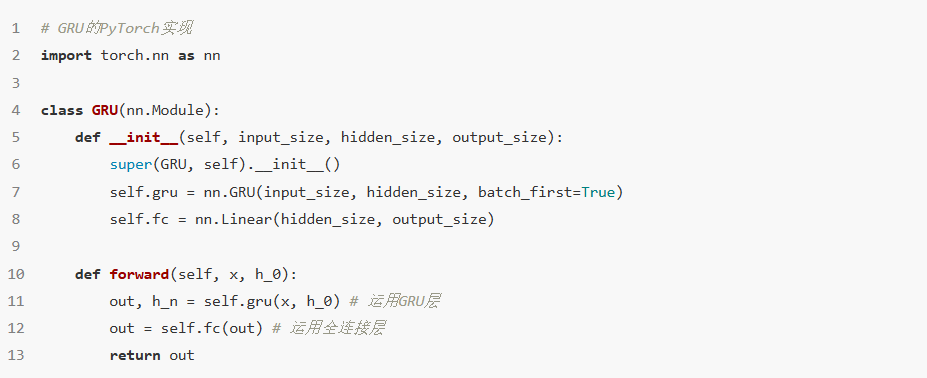 1 # GRU的PyTorch实现
2 import torch.nn as nn
3
4 class GRU(nn.Module):
5     def __init__(self, input_size, hidden_size, output_size):
6         super(GRU, self).__init__()
7         self.gru = nn.GRU(input_size, hidden_size, batch_first=True)
8         self.fc = nn.Linear(hidden_size, output_size)
9
10     def forward(self, x, h_0):
11         out, h_n = self.gru(x, h_0) # 运用GRU层
12         out = self.fc(out) # 运用全连接层
13         return out